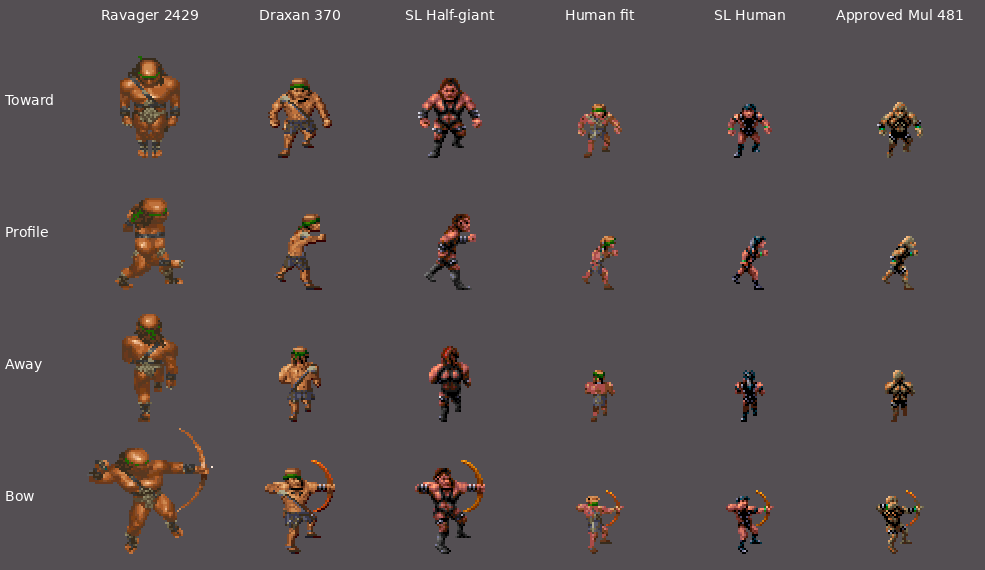 Ravager 2429 Draxan 370 SL Half-giant Human fit SL Human Approved Mul 481
Toward
Profile
Away
Bow